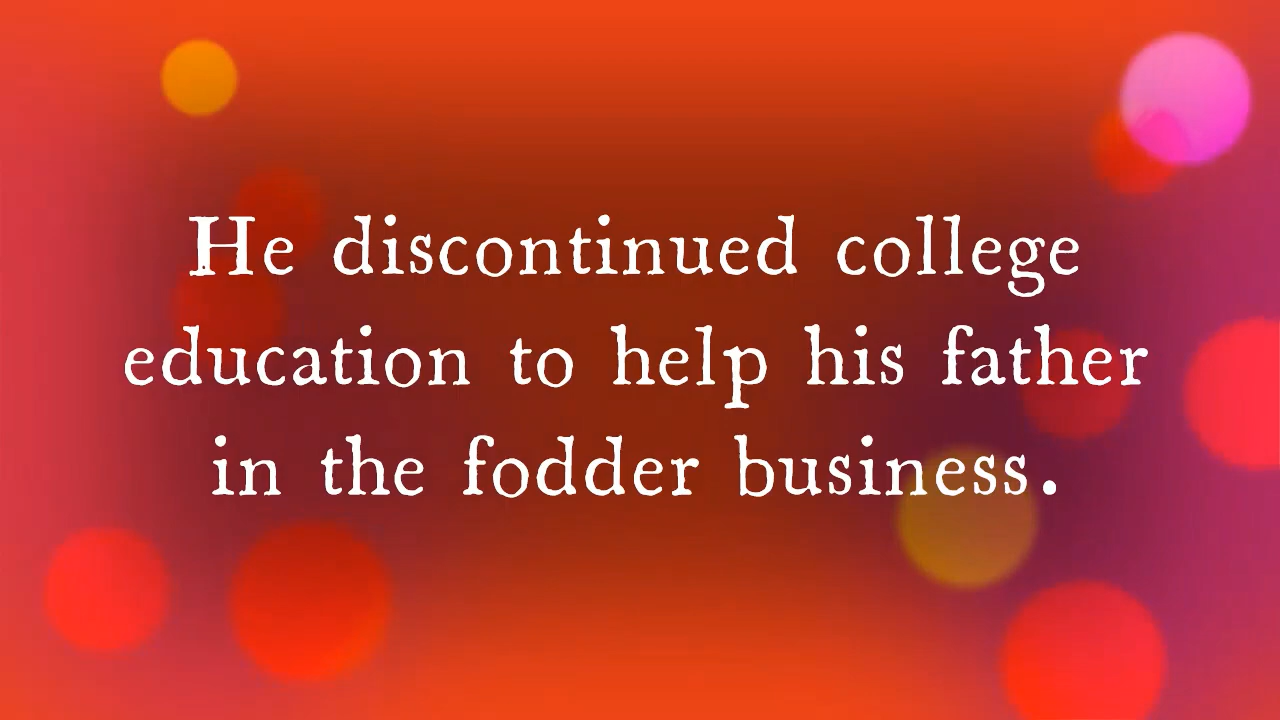 He discontinued college
education to help his father
in the fodder business.